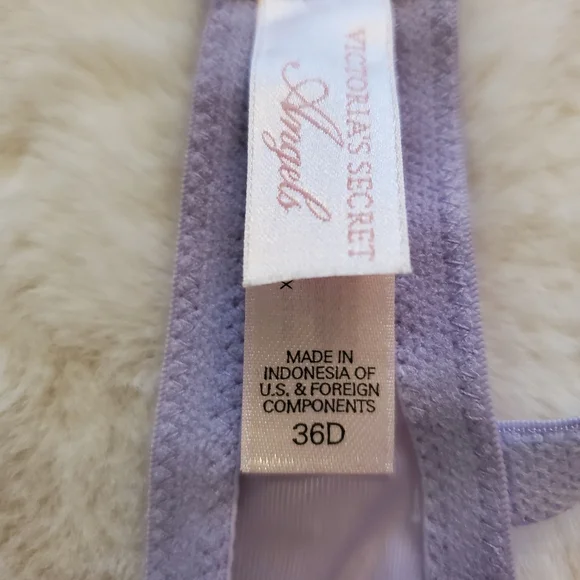 VICTORIA'S SECRET
Angels
MADE IN
INDONESIA OF
U.S. & FOREIGN
COMPONENTS
36D